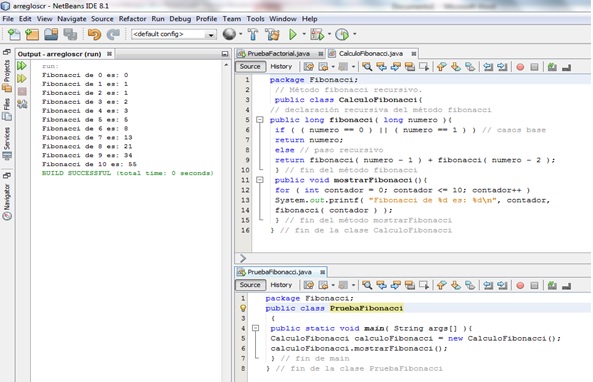 arregloscr - NetBeans IDE 8.1
File Edit View Navigate Source Refactor Run Debug Profile Team Tools Window Help
<default config>
Projects
Files
Services
Navigator
Output - arregloscr (run)
run:
Fibonacci de 0 es: 0
Fibonacci de 1 es: 1
Fibonacci de 2 es: 1
Fibonacci de 3 es: 2
Fibonacci de 4 es: 3
Fibonacci de 5 es: 5
Fibonacci de 6 es: 8
Fibonacci de 7 es: 13
Fibonacci de 8 es: 21
Fibonacci de 9 es: 34
Fibonacci de 10 es: 55
BUILD SUCCESSFUL (total time: 0 seconds)
PruebaFactorial.java CalculoFibonacci.java
Source History
1 package Fibonacci;
2 // Método fibonacci recursivo.
3 public class CalculoFibonacci{
4 // declaración recursiva del método fibonacci
5 public long fibonacci( long numero ){
6 if ( ( numero == 0 ) || ( numero == 1 ) ) // casos base
7 return numero;
8 else // paso recursivo
9 return fibonacci( numero - 1 ) + fibonacci( numero - 2 );
10 } // fin del método fibonacci
11 public void mostrarFibonacci(){
12 for ( int contador = 0; contador <= 10; contador++ )
13 System.out.printf( "Fibonacci de %d es: %d\n", contador,
14 fibonacci( contador ) );
15 } // fin del método mostrarFibonacci
16 } // fin de la clase CalculoFibonacci
PruebaFibonacci.java
Source History
1 package Fibonacci;
public class PruebaFibonacci
3 {
4 public static void main( String args[] ){
5 CalculoFibonacci calculoFibonacci = new CalculoFibonacci();
6 calculoFibonacci.mostrarFibonacci();
7 } // fin de main
8 } // fin de la clase PruebaFibonacci